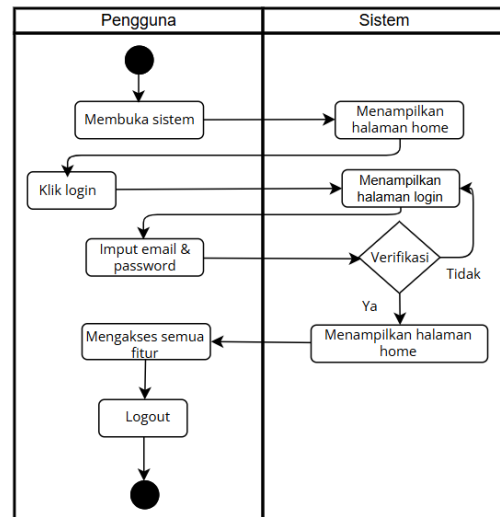 Pengguna
Sistem
Membuka sistem
Menampilkan
halaman home
Klik login
Menampilkan
halaman login
Imput email &
password
Verifikasi
Tidak
Ya
Menampilkan halaman
home
Mengakses semua
fitur
Logout